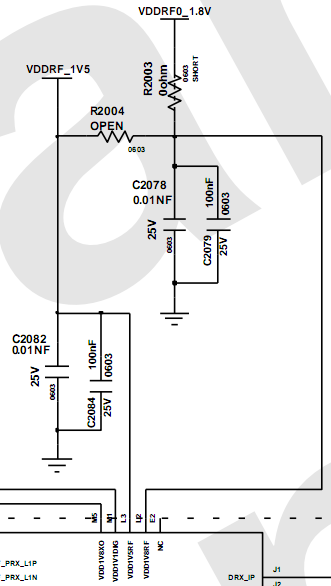 VDDRF0_1.8V
VDDRF_1V5
R2003
0ohm
0603
SHORT
R2004
OPEN
0603
C2078
0.01NF
25V
0603
100nF
0603
C2079
25V
C2082
0.01NF
25V
0603
100nF
0603
C2084
25V
M5
M1
L3
L2
E2
VDD1V8XO
VDD1V1DIG
VDD1V5RF
VDD1V8RF
NC
_PRX_L1P
_PRX_L1N
DRX_IP
J1
J2